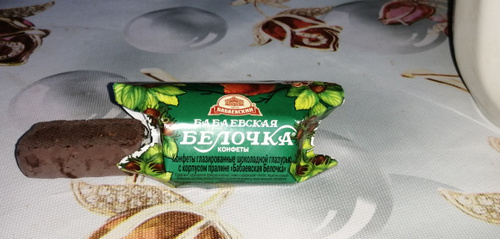 БАБАЕВСКИЙ
БАБАЕВСКАЯ
БЕЛОЧКА
КОНФЕТЫ
Конфеты глазированные шоколадной глазурью
с корпусом пралине «Бабаевская Белочка»